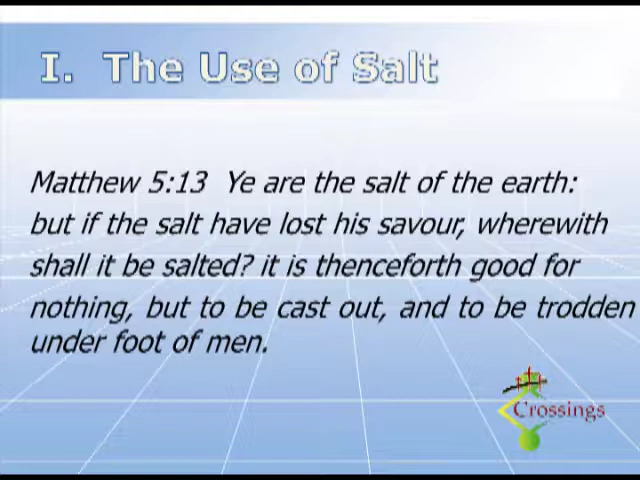 I. The Use of Salt
Matthew 5:13 Ye are the salt of the earth:
but if the salt have lost his savour, wherewith
shall it be salted? it is thenceforth good for
nothing, but to be cast out, and to be trodden
under foot of men.
Crossings